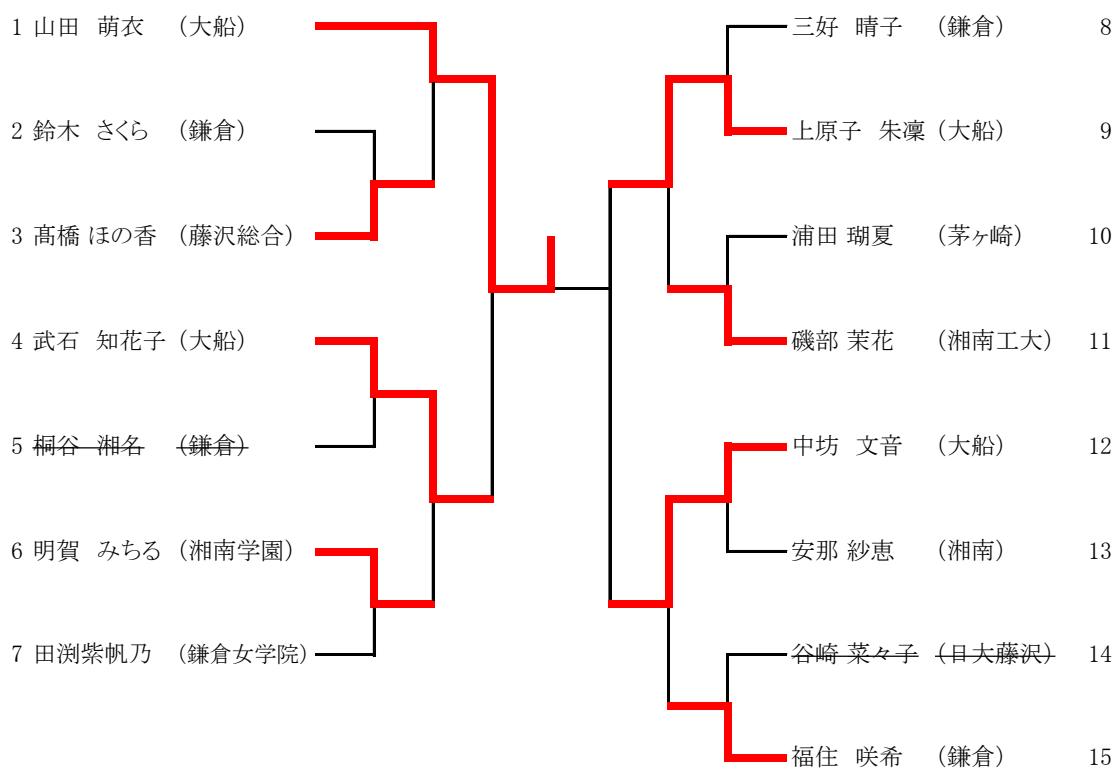 1 山田 萌衣 (大船)
2 鈴木 さくら (鎌倉)
3 髙橋 ほの香 (藤沢総合)
4 武石 知花子 (大船)
5 桐谷 湘名 (鎌倉)
6 明賀 みちる (湘南学園)
7 田渕紫帆乃 (鎌倉女学院)
三好 晴子 (鎌倉) 8
上原子 朱凜 (大船) 9
浦田 瑚夏 (茅ヶ崎) 10
磯部 茉花 (湘南工大) 11
中坊 文音 (大船) 12
安那 紗恵 (湘南) 13
谷崎 菜々子 (日大藤沢) 14
福住 咲希 (鎌倉) 15